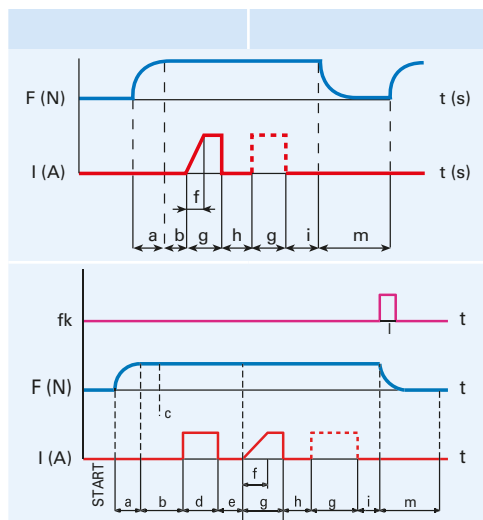 F (N) t (s)
I (A) t (s)
f
a b g h g i m
fk t
l
F (N) t
c
I (A) t
START
f
a b d e g h g i m